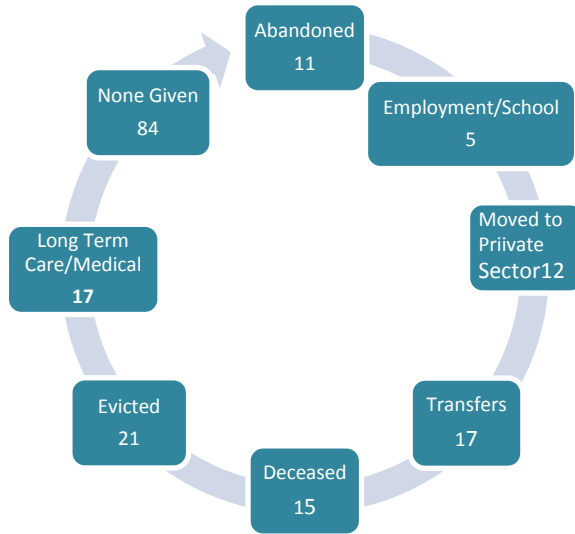 Abandoned
11
Employment/School
5
Moved to
Priivate
Sector12
Transfers
17
Deceased
15
Evicted
21
Long Term
Care/Medical
17
None Given
84